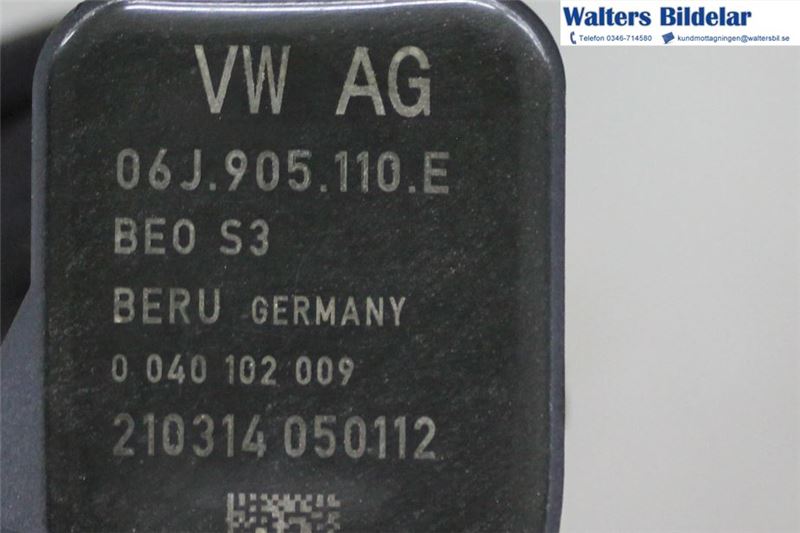 Walters Bildelar
Telefon 0346-714580 kundmottagningen@waltersbil.se
VW AG
06J.905.110.E
BEO S3
BERU GERMANY
0 040 102 009
210314 050112